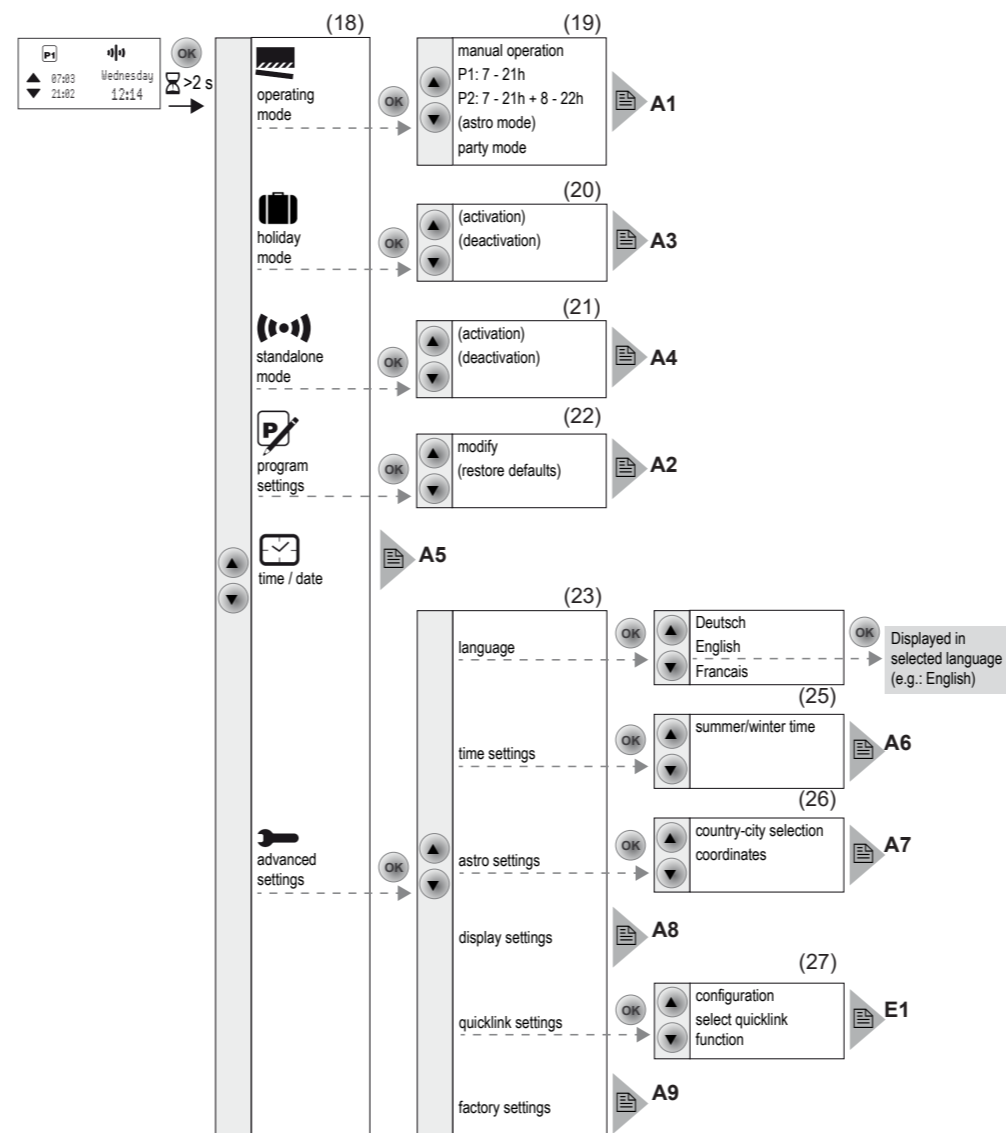 (18)
(19)
P1
07:03
21:02
Wednesday
12:14
OK
>2 s
operating
mode
OK
manual operation
P1: 7 - 21h
P2: 7 - 21h + 8 - 22h
(astro mode)
party mode
A1
(20)
holiday
mode
OK
(activation)
(deactivation)
A3
(21)
standalone
mode
OK
(activation)
(deactivation)
A4
(22)
P
program
settings
OK
modify
(restore defaults)
A2
time / date
A5
(23)
language
OK
Deutsch
English
Francais
OK
Displayed in
selected language
(e.g.: English)
(25)
time settings
OK
summer/winter time
A6
(26)
advanced
settings
OK
astro settings
OK
country-city selection
coordinates
A7
display settings
A8
(27)
quicklink settings
OK
configuration
select quicklink
function
E1
factory settings
A9